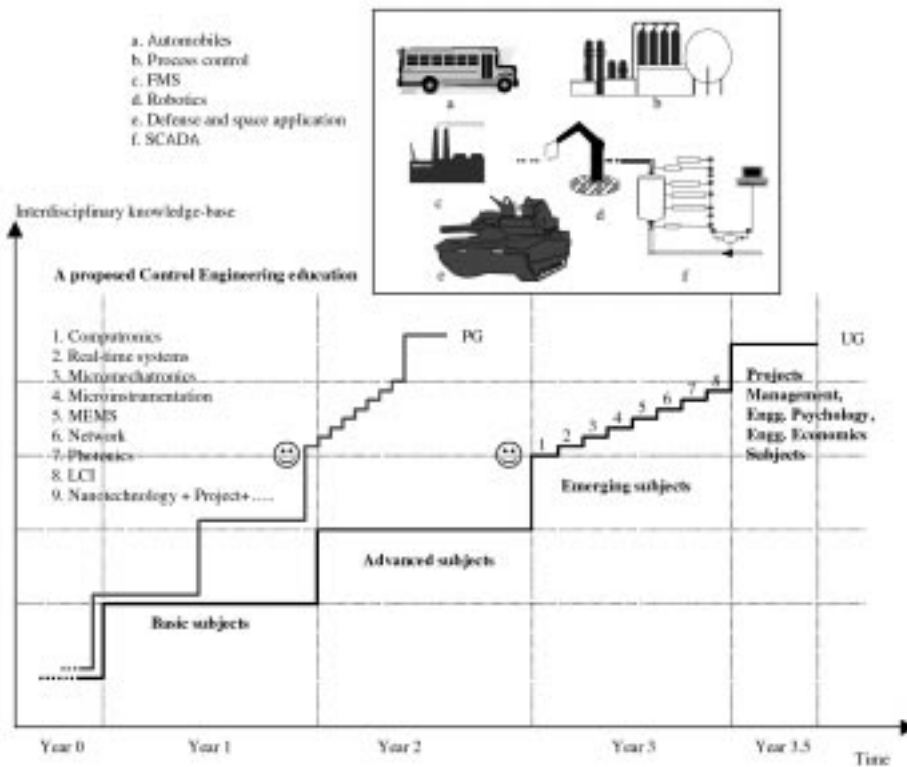 a. Automobiles
b. Process control
c. FMS
d. Robotics
e. Defense and space application
f. SCADA
a
b
c
d
e
f
Interdisciplinary knowledge-base
A proposed Control Engineering education
1. Computronics
2. Real-time systems
3. Micromechatronics
4. Microinstrumentation
5. MEMS
6. Network
7. Photonics
8. LCI
9. Nanotechnology + Project+.....
PG
UG
1 2 3 4 5 6 7 8
Projects
Management,
Engg. Psychology,
Engg. Economics
Subjects
Emerging subjects
Advanced subjects
Basic subjects
Year 0
Year 1
Year 2
Year 3
Year 3.5
Time